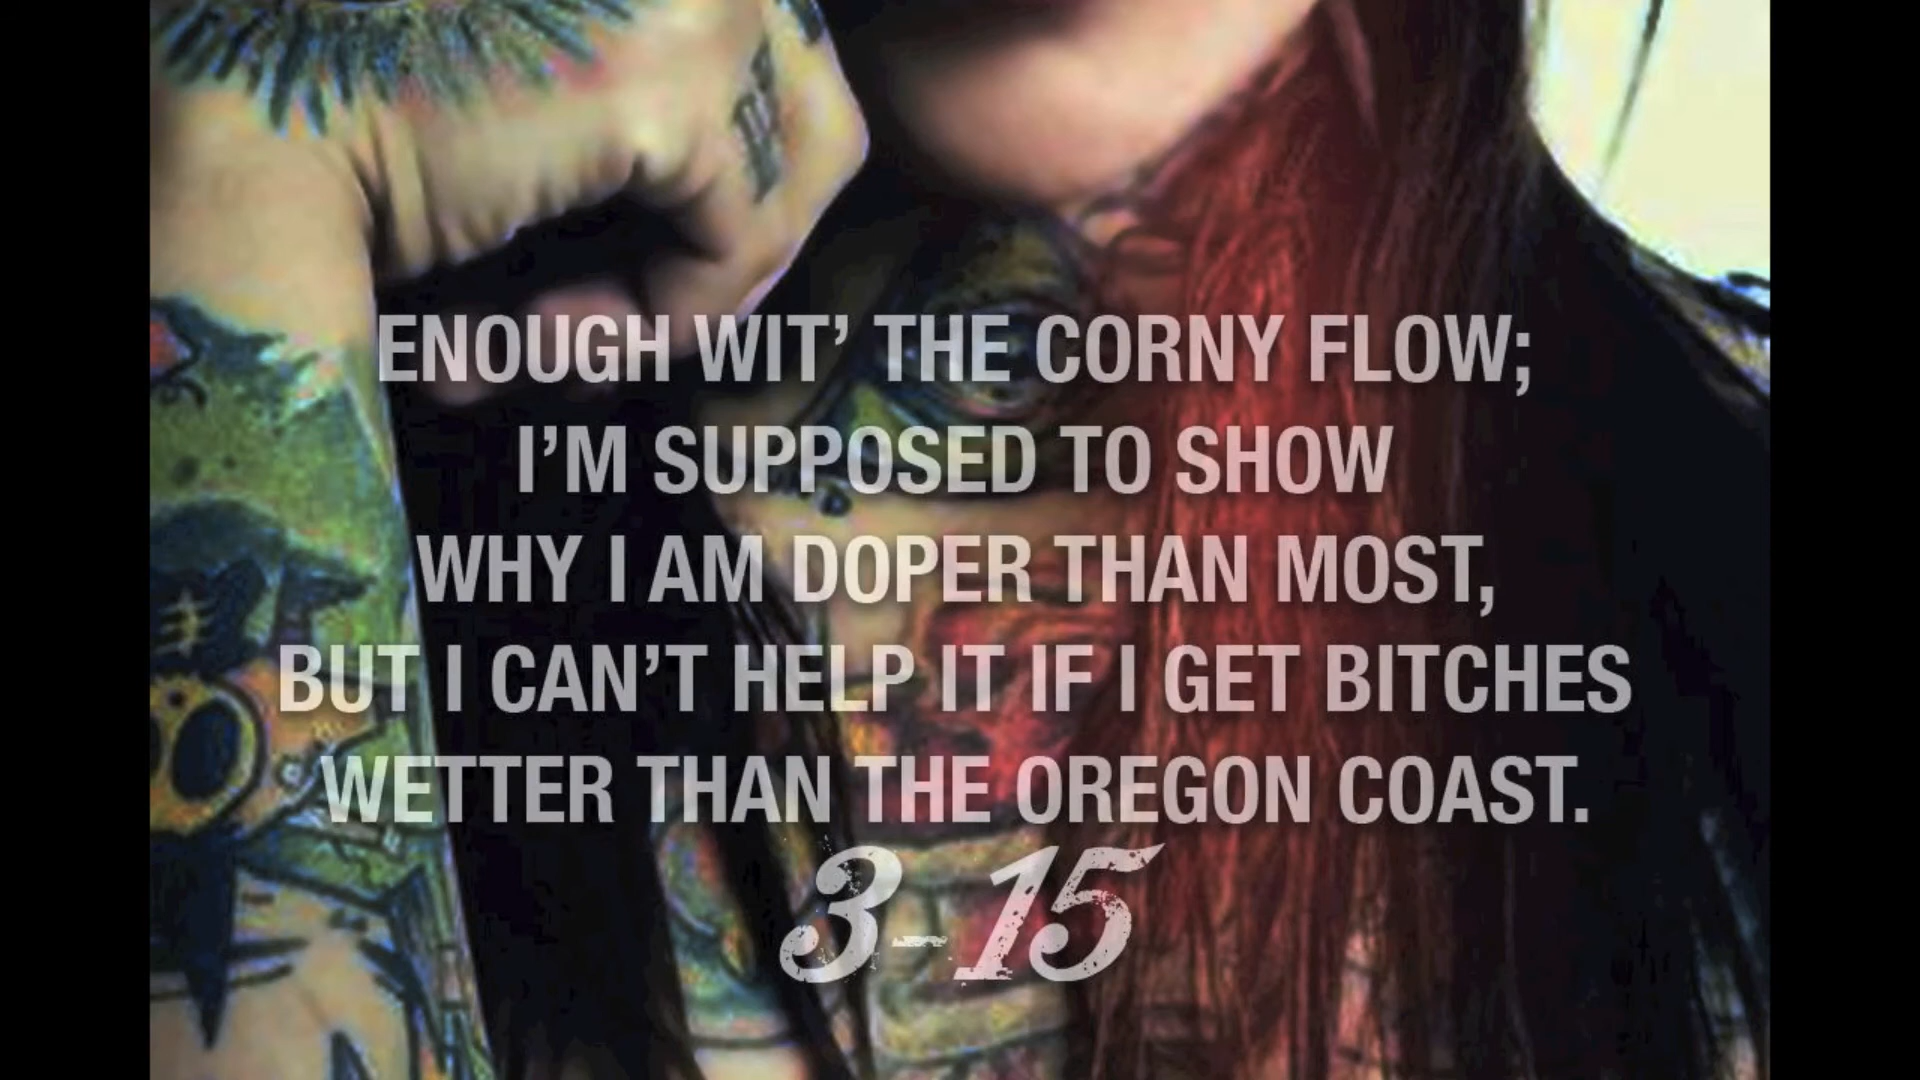 ENOUGH WIT’ THE CORNY FLOW;
I’M SUPPOSED TO SHOW
WHY I AM DOPER THAN MOST,
BUT I CAN’T HELP IT IF I GET BITCHES
WETTER THAN THE OREGON COAST.
3-15